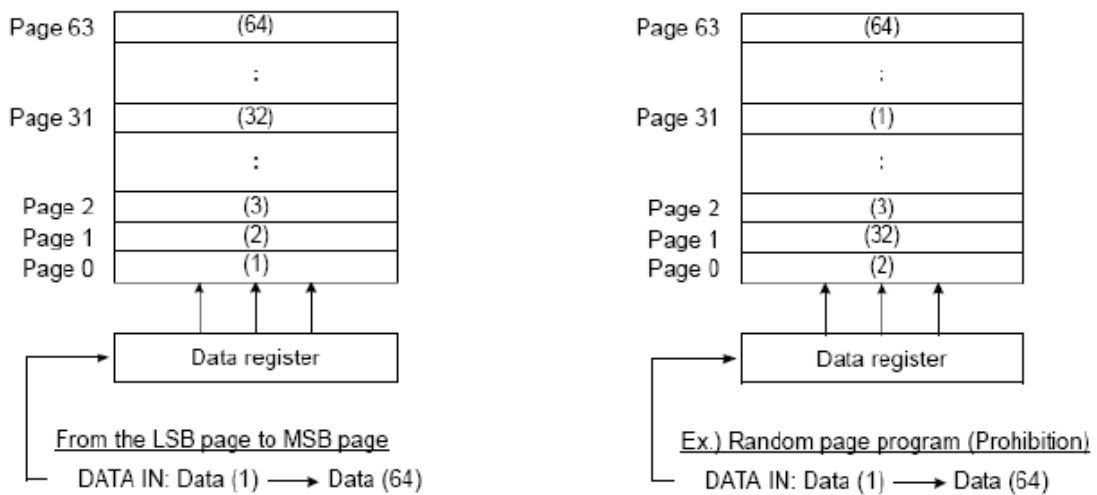 Page 63 (64)
:
Page 31 (32)
:
Page 2 (3)
Page 1 (2)
Page 0 (1)
Data register
From the LSB page to MSB page
DATA IN: Data (1) → Data (64)
Page 63 (64)
:
Page 31 (1)
:
Page 2 (3)
Page 1 (32)
Page 0 (2)
Data register
Ex.) Random page program (Prohibition)
DATA IN: Data (1) → Data (64)